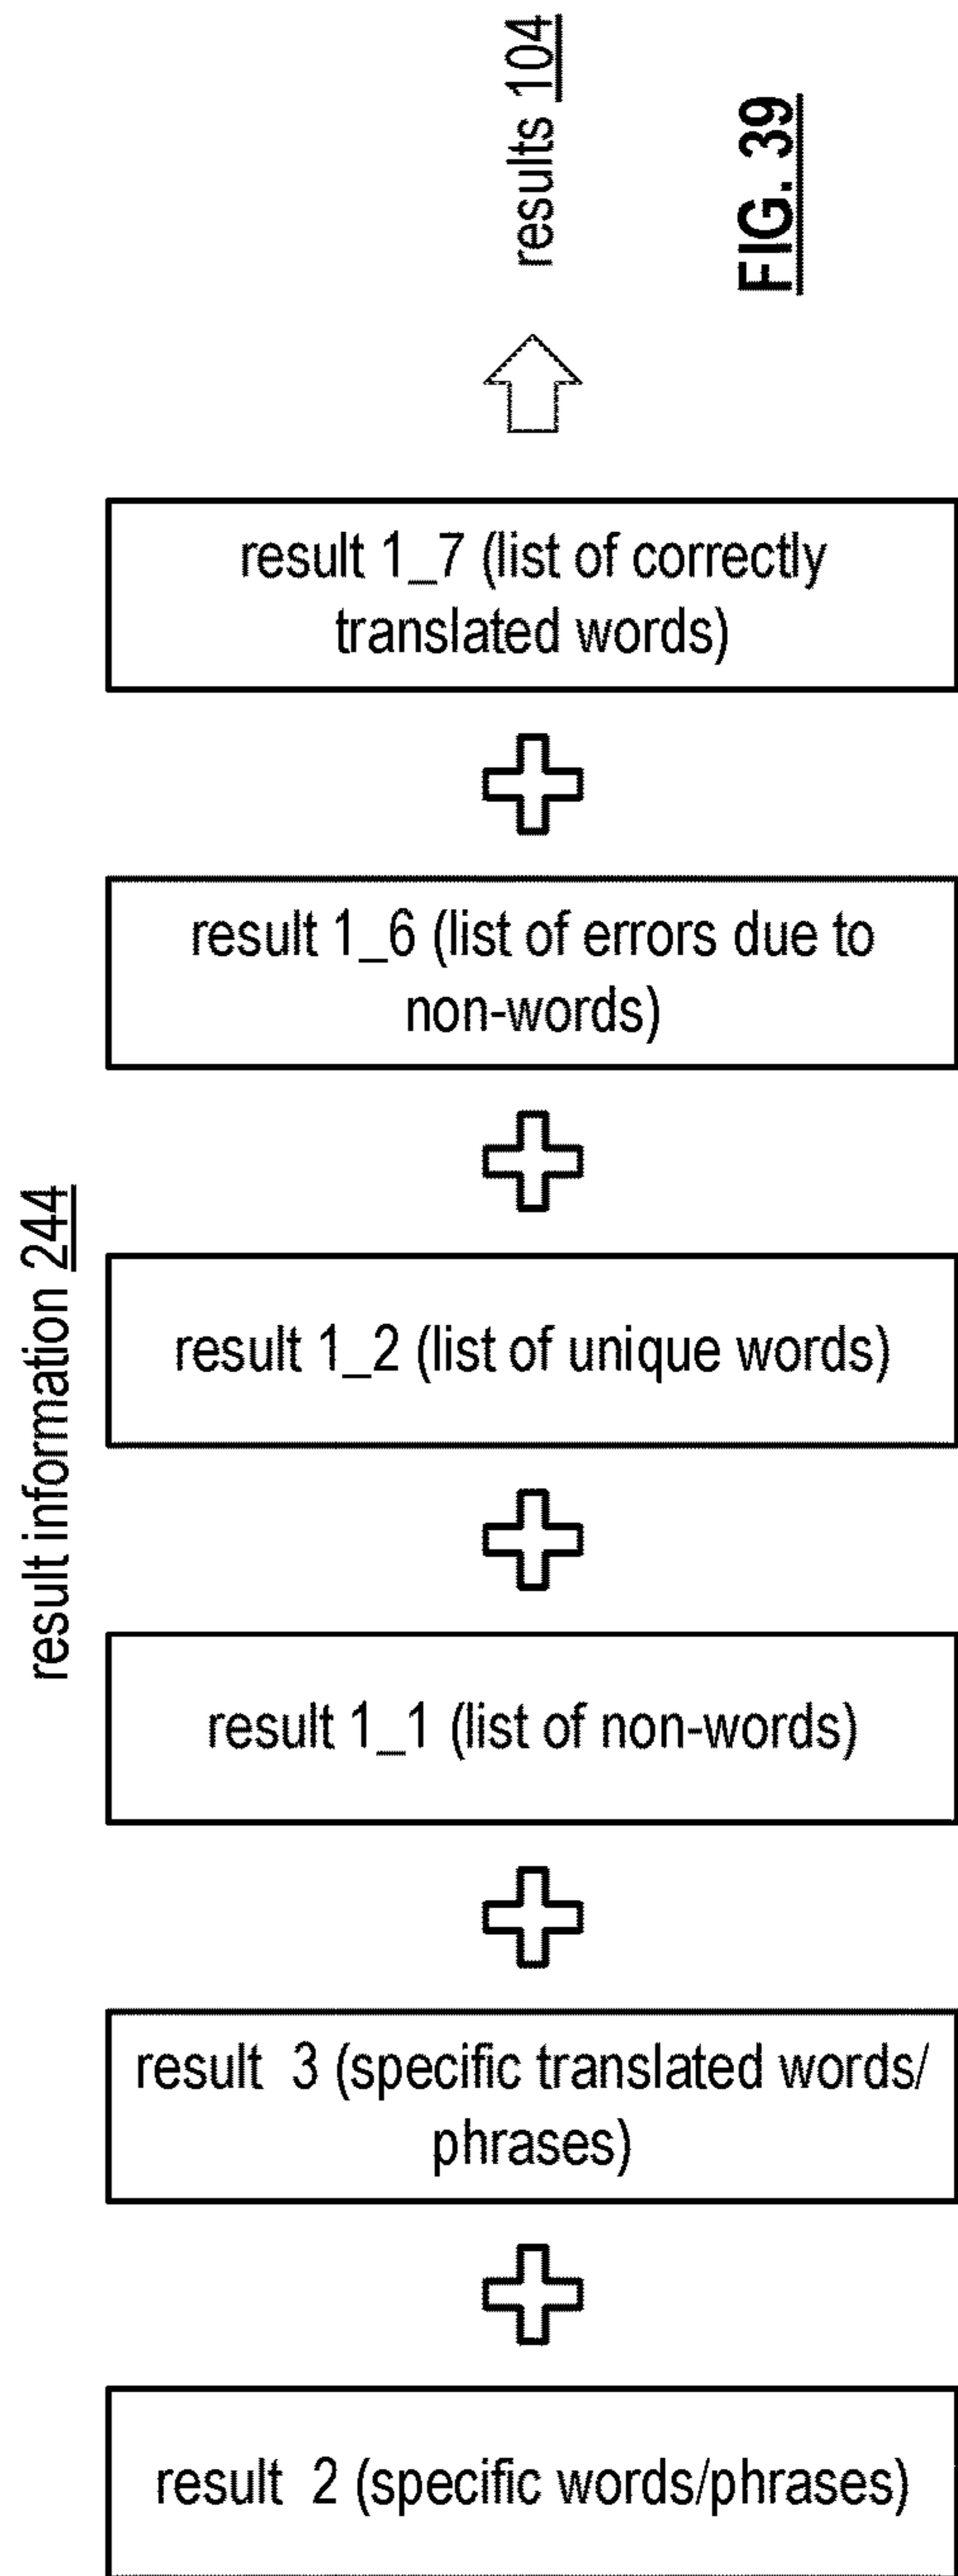 results 104
FIG. 39
result 1_7 (list of correctly
translated words)
result 1_6 (list of errors due to
non-words)
result information 244
result 1_2 (list of unique words)
result 1_1 (list of non-words)
result 3 (specific translated words/
phrases)
result 2 (specific words/phrases)